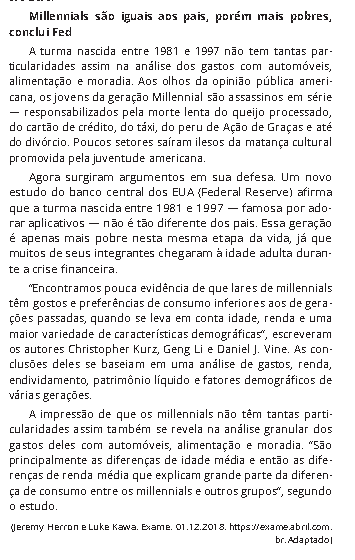 Millennials são iguais aos pais, porém mais pobres,
conclui Fed
A turma nascida entre 1981 e 1997 não tem tantas par-
ticularidades assim na análise dos gastos com automóveis,
alimentação e moradia. Aos olhos da opinião pública ameri-
cana, os jovens da geração Millennial são assassinos em série
— responsabilizados pela morte lenta do queijo processado,
do cartão de crédito, do táxi, do peru de Ação de Graças e até
do divórcio. Poucos setores saíram ilesos da matança cultural
promovida pela juventude americana.
Agora surgiram argumentos em sua defesa. Um novo
estudo do banco central dos EUA (Federal Reserve) afirma
que a turma nascida entre 1981 e 1997 — famosa por ado-
rar aplicativos — não é tão diferente dos pais. Essa geração
é apenas mais pobre nesta mesma etapa da vida, já que
muitos de seus integrantes chegaram à idade adulta duran-
te a crise financeira.
“Encontramos pouca evidência de que lares de millennials
têm gostos e preferências de consumo inferiores aos de gera-
ções passadas, quando se leva em conta idade, renda e uma
maior variedade de características demográficas”, escreveram
os autores Christopher Kurz, Geng Li e Daniel J. Vine. As con-
clusões deles se baseiam em uma análise de gastos, renda,
endividamento, patrimônio líquido e fatores demográficos de
várias gerações.
A impressão de que os millennials não têm tantas parti-
cularidades assim também se revela na análise granular dos
gastos deles com automóveis, alimentação e moradia. “São
principalmente as diferenças de idade média e então as dife-
renças de renda média que explicam grande parte da diferen-
ça de consumo entre os millennials e outros grupos”, segundo
o estudo.
(Jeremy Herron e Luke Kawa. Exame. 01.12.2018. https://exame.abril.com.
br. Adaptado)